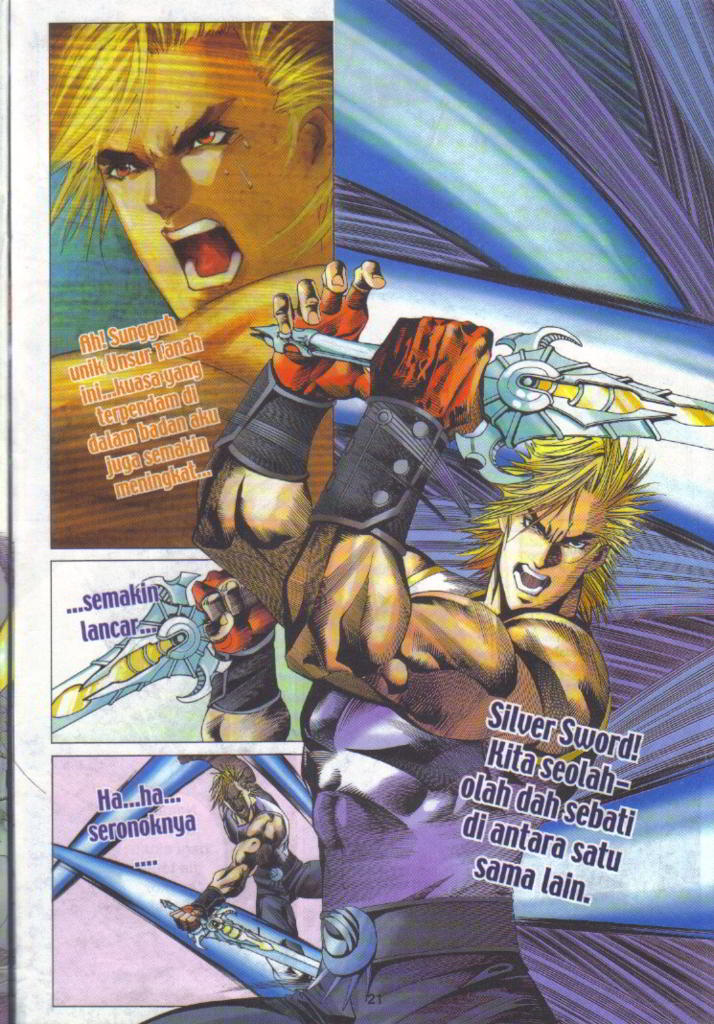 Ah! Sungguh
unik Unsur Tanah
ini...kuasa yang
terpendam di
dalam badan aku
juga semakin
meningkat...
...semakin
lancar...
Silver Sword!
Kita seolah-
olah dah sebati
di antara satu
sama lain.
Ha...ha...
seronoknya
....
21